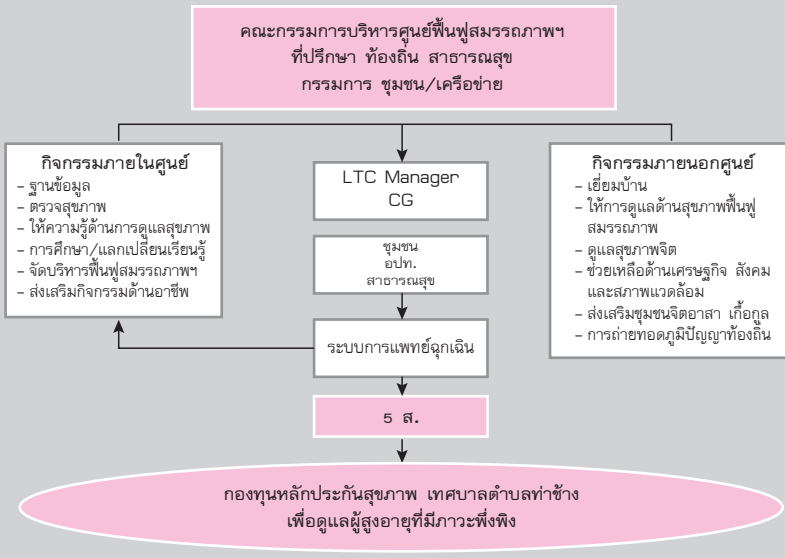 คณะกรรมการบริหารศูนย์ฟื้นฟูสมรรถภาพฯ
ที่ปรึกษา ท้องถิ่น สาธารณสุข
กรรมการ ชุมชน/เครือข่าย
กิจกรรมภายในศูนย์
- ฐานข้อมูล
- ตรวจสุขภาพ
- ให้ความรู้ด้านการดูแลสุขภาพ
- การศึกษา/แลกเปลี่ยนเรียนรู้
- จัดบริหารฟื้นฟูสมรรถภาพฯ
- ส่งเสริมกิจกรรมด้านอาชีพ
LTC Manager
CG
ชุมชน
อปท.
สาธารณสุข
ระบบการแพทย์ฉุกเฉิน
5 ส.
กิจกรรมภายนอกศูนย์
- เยี่ยมบ้าน
- ให้การดูแลด้านสุขภาพฟื้นฟู
สมรรถภาพ
- ดูแลสุขภาพจิต
- ช่วยเหลือด้านเศรษฐกิจ สังคม
และสภาพแวดล้อม
- ส่งเสริมชุมชนจิตอาสา เกื้อกูล
- การถ่ายทอดภูมิปัญญาท้องถิ่น
กองทุนหลักประกันสุขภาพ เทศบาลตำบลท่าช้าง
เพื่อดูแลผู้สูงอายุที่มีภาวะพึ่งพิง